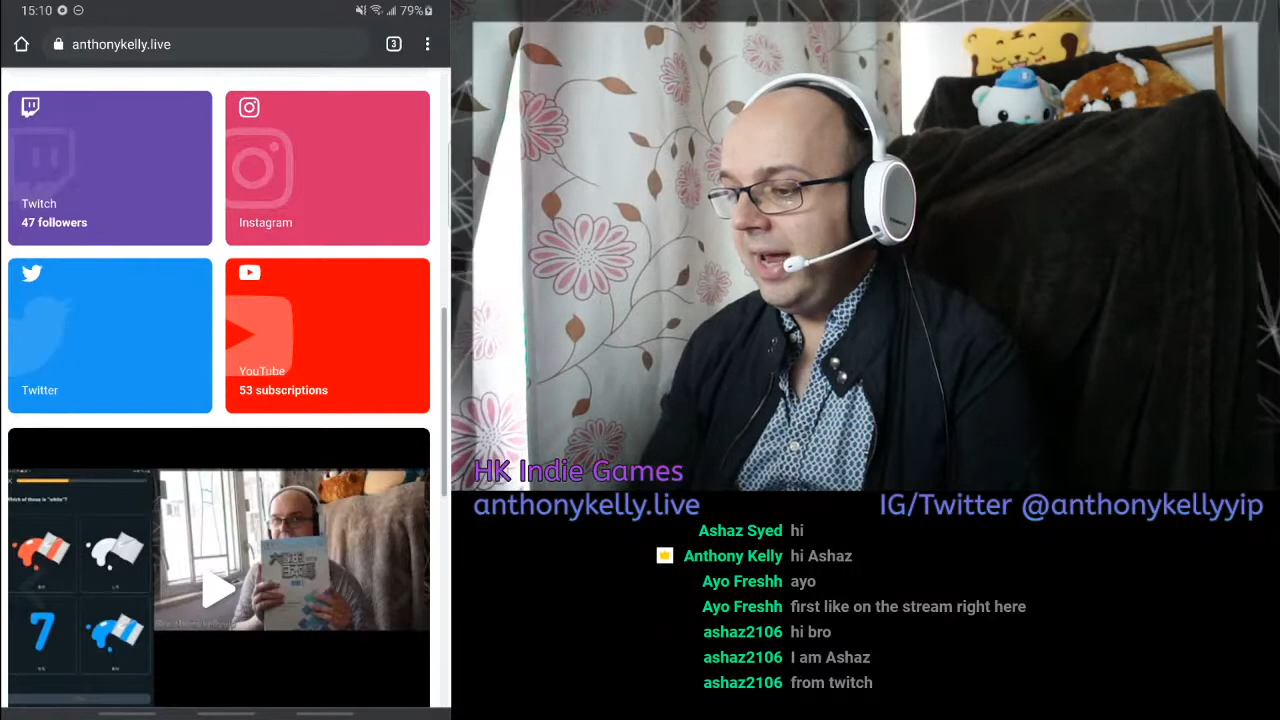 15:10
79%
anthonykelly.live
3
Twitch
47 followers
Instagram
Twitter
YouTube
53 subscriptions
7
HK Indie Games
anthonykelly.live
IG/Twitter @anthonykellyyip
Ashaz Syed hi
Anthony Kelly hi Ashaz
Ayo Freshh ayo
Ayo Freshh first like on the stream right here
ashaz2106 hi bro
ashaz2106 I am Ashaz
ashaz2106 from twitch